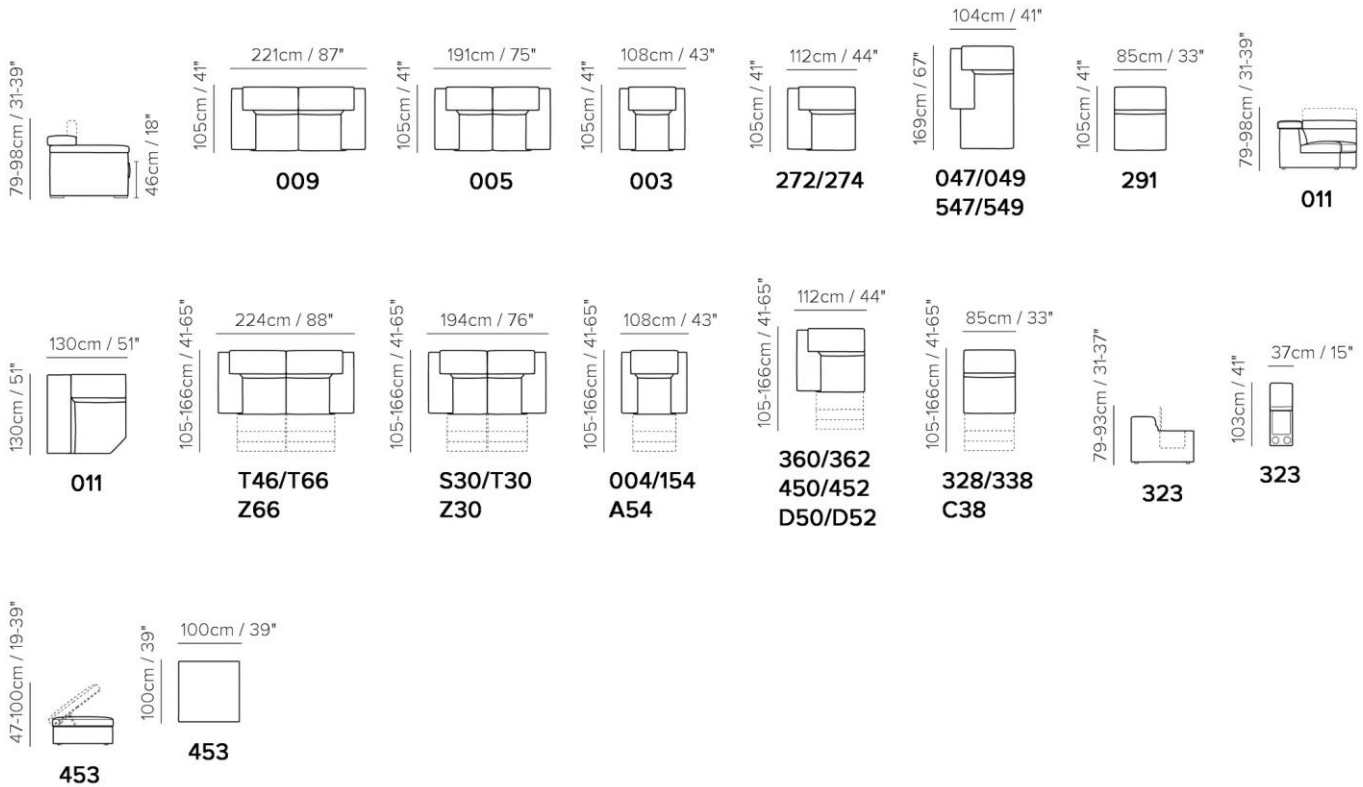 79-98cm / 31-39"
46cm / 18"
105cm / 41"
221cm / 87"
009
105cm / 41"
191cm / 75"
005
105cm / 41"
108cm / 43"
003
105cm / 41"
112cm / 44"
272/274
169cm / 67"
104cm / 41"
047/049
547/549
105cm / 41"
85cm / 33"
291
79-98cm / 31-39"
011
130cm / 51"
130cm / 51"
011
105-166cm / 41-65"
224cm / 88"
T46/T66
Z66
105-166cm / 41-65"
194cm / 76"
S30/T30
Z30
105-166cm / 41-65"
108cm / 43"
004/154
A54
105-166cm / 41-65"
112cm / 44"
360/362
450/452
D50/D52
105-166cm / 41-65"
85cm / 33"
328/338
C38
79-93cm / 31-37"
323
103cm / 41"
37cm / 15"
323
47-100cm / 19-39"
453
100cm / 39"
100cm / 39"
453